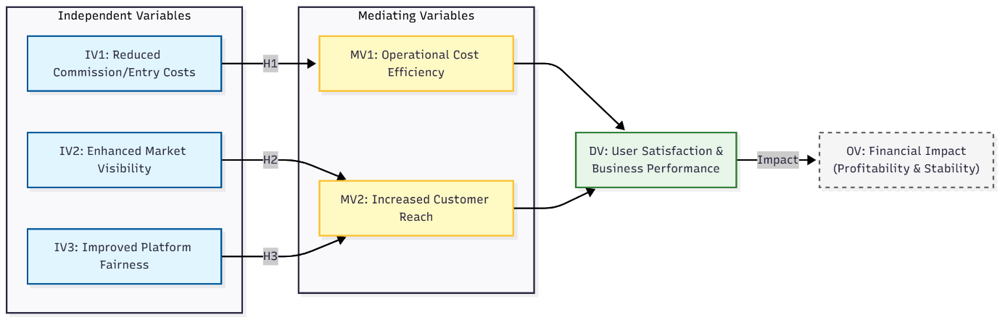 Independent Variables
IV1: Reduced
Commission/Entry Costs
IV2: Enhanced Market
Visibility
IV3: Improved Platform
Fairness
H1
H2
H3
Mediating Variables
MV1: Operational Cost
Efficiency
MV2: Increased Customer
Reach
DV: User Satisfaction &
Business Performance
Impact
OV: Financial Impact
(Profitability & Stability)